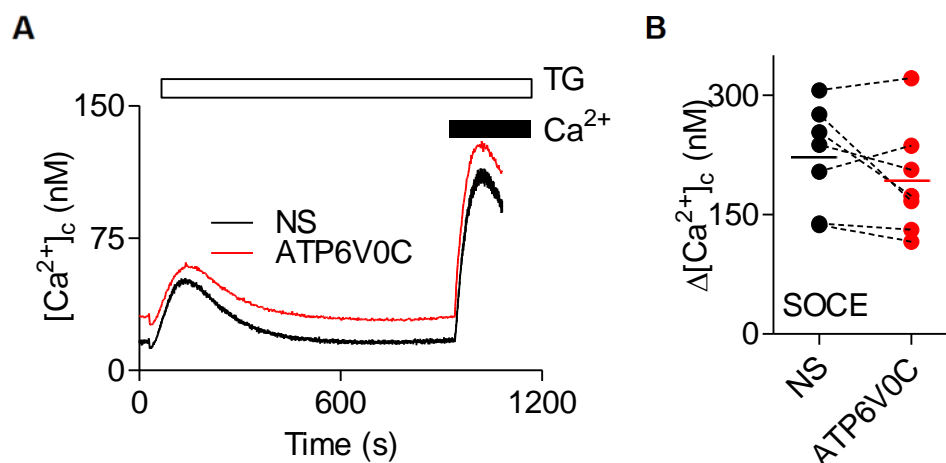 A
TG
Ca²⁺
150
75
0
[Ca²⁺]c (nM)
NS
ATP6V0C
0
600
1200
Time (s)
B
300
150
0
Δ[Ca²⁺]c (nM)
SOCE
NS
ATP6V0C